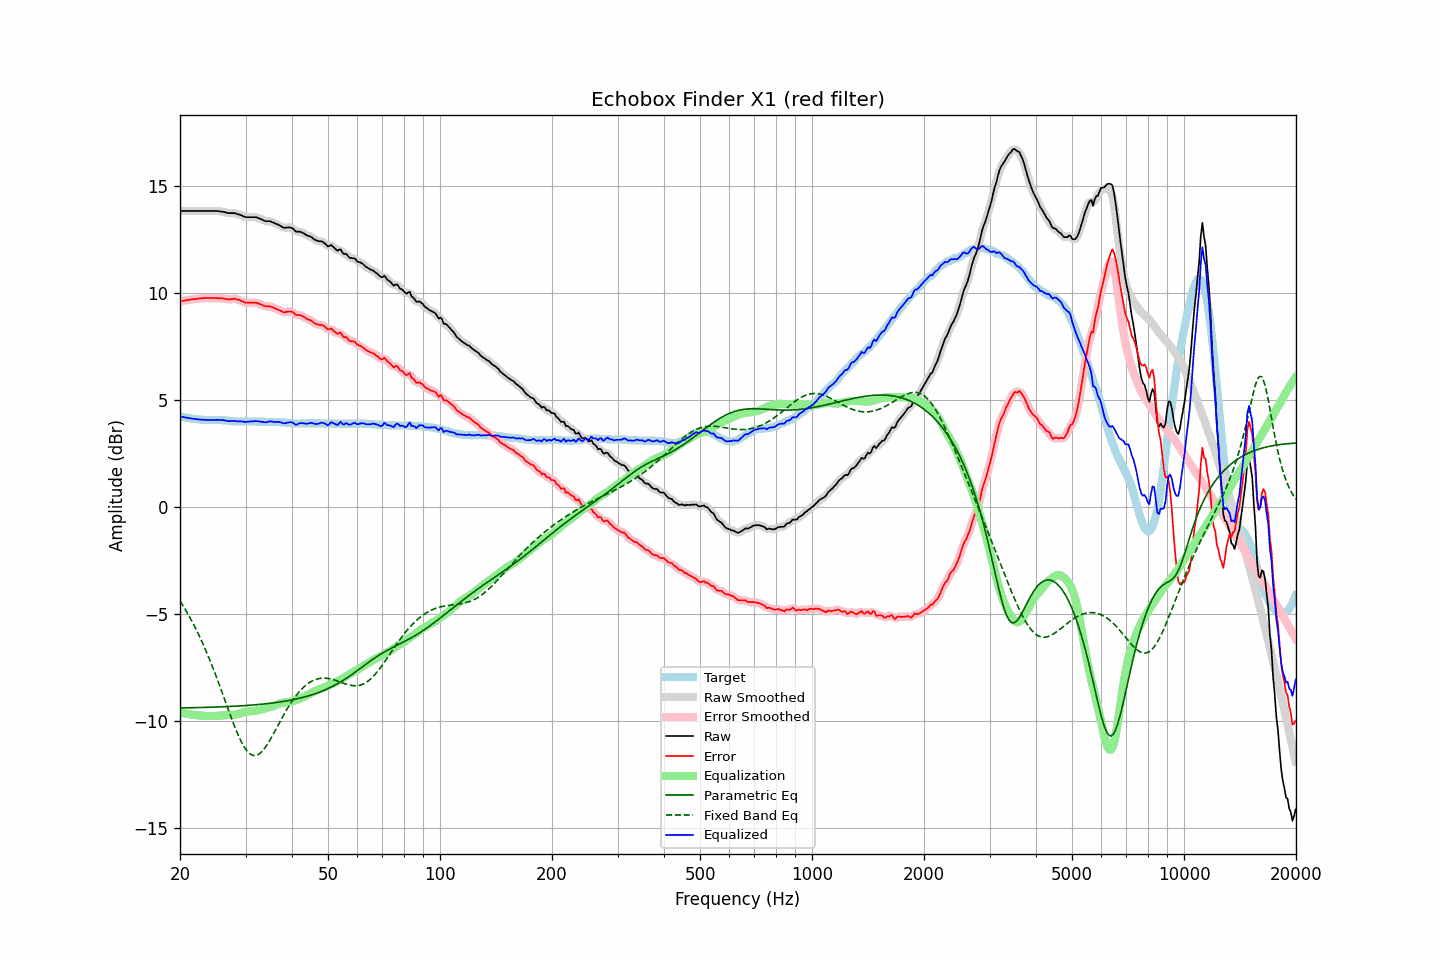 Echobox Finder X1 (red filter)
Amplitude (dBr)
15
10
5
0
−5
−10
−15
Target
Raw Smoothed
Error Smoothed
Raw
Error
Equalization
Parametric Eq
Fixed Band Eq
Equalized
20 50 100 200 500 1000 2000 5000 10000 20000
Frequency (Hz)